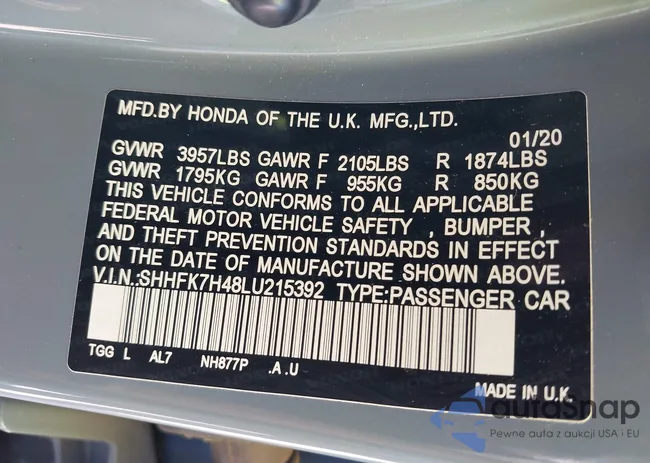 MFD.BY HONDA OF THE U.K. MFG.,LTD.
01/20
GVWR 3957LBS GAWR F 2105LBS R 1874LBS
GVWR 1795KG GAWR F 955KG R 850KG
THIS VEHICLE CONFORMS TO ALL APPLICABLE
FEDERAL MOTOR VEHICLE SAFETY , BUMPER ,
AND THEFT PREVENTION STANDARDS IN EFFECT
ON THE DATE OF MANUFACTURE SHOWN ABOVE.
V.I.N.:SHHFK7H48LU215392 TYPE:PASSENGER CAR
TGG L AL7 NH877P .A .U
MADE IN U.K.
autoSnap
Pewne auta z aukcji USA i EU